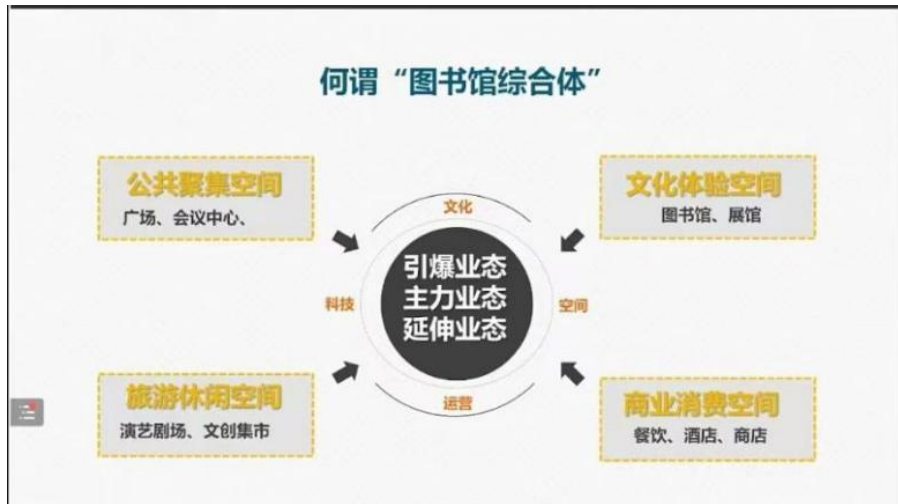 何谓“图书馆综合体”
公共聚集空间
广场、会议中心、
文化体验空间
图书馆、展馆
文化
引爆业态
主力业态
延伸业态
科技
空间
运营
旅游休闲空间
演艺剧场、文创集市
商业消费空间
餐饮、酒店、商店